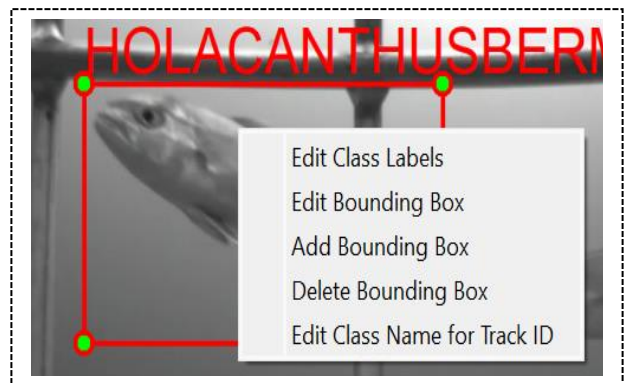 HOLACANTHUSBERM
Edit Class Labels
Edit Bounding Box
Add Bounding Box
Delete Bounding Box
Edit Class Name for Track ID